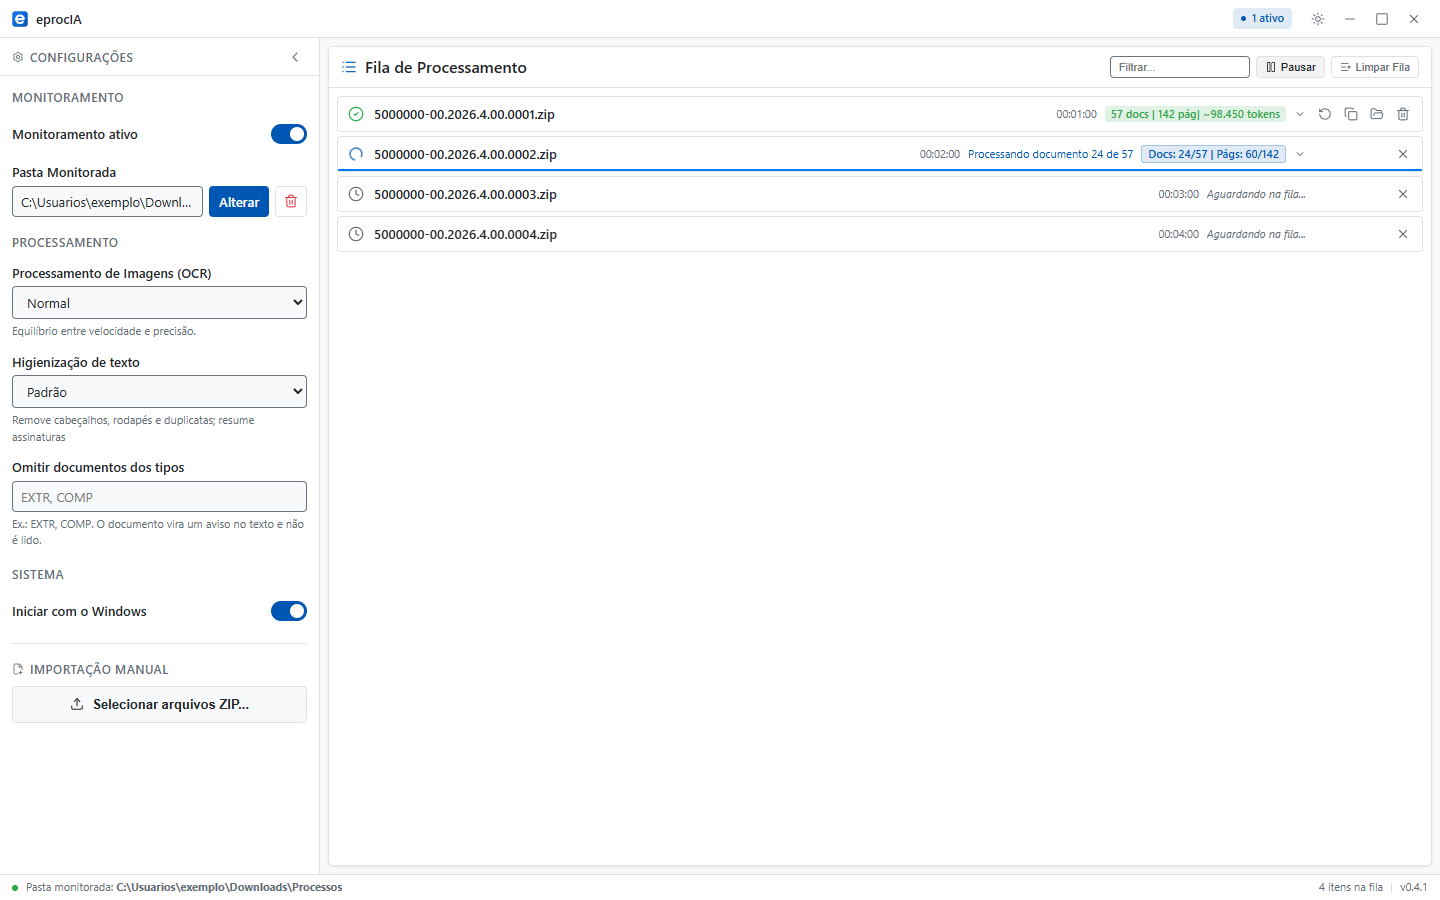 eprocIA
1 ativo
CONFIGURAÇÕES
MONITORAMENTO
Monitoramento ativo
Pasta Monitorada
C:\Usuarios\exemplo\Downl...
Alterar
PROCESSAMENTO
Processamento de Imagens (OCR)
Normal
Equilíbrio entre velocidade e precisão.
Higienização de texto
Padrão
Remove cabeçalhos, rodapés e duplicatas; resume
assinaturas
Omitir documentos dos tipos
EXTR, COMP
Ex.: EXTR, COMP. O documento vira um aviso no texto e não
é lido.
SISTEMA
Iniciar com o Windows
IMPORTAÇÃO MANUAL
Selecionar arquivos ZIP...
Fila de Processamento
Filtrar...
Pausar
Limpar Fila
5000000-00.2026.4.00.0001.zip
00:01:00
57 docs | 142 pág| ~98.450 tokens
5000000-00.2026.4.00.0002.zip
00:02:00
Processando documento 24 de 57
Docs: 24/57 | Págs: 60/142
5000000-00.2026.4.00.0003.zip
00:03:00
Aguardando na fila...
5000000-00.2026.4.00.0004.zip
00:04:00
Aguardando na fila...
Pasta monitorada: C:\Usuarios\exemplo\Downloads\Processos
4 itens na fila
v0.4.1